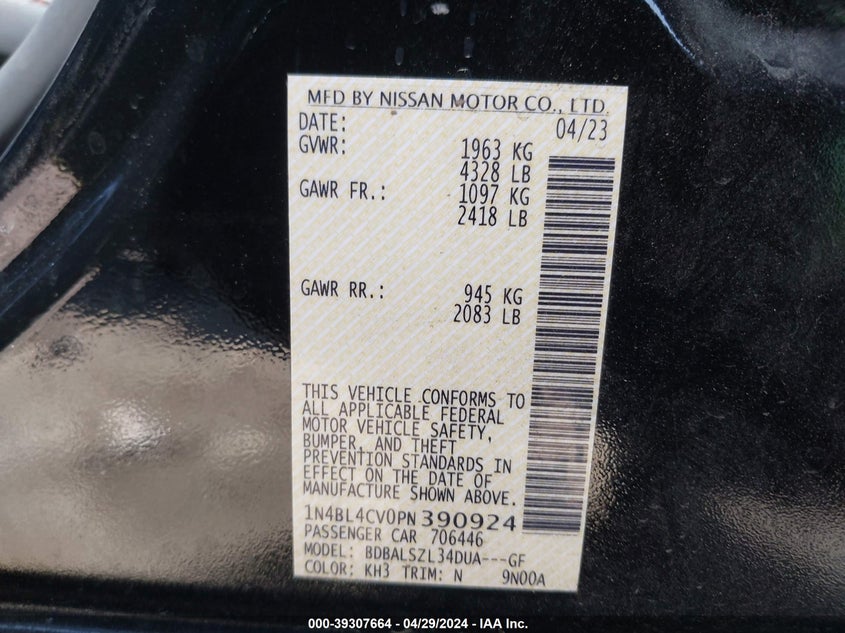 MFD BY NISSAN MOTOR CO., LTD.
DATE: 04/23
GVWR: 1963 KG
4328 LB
GAWR FR.: 1097 KG
2418 LB
GAWR RR.: 945 KG
2083 LB
THIS VEHICLE CONFORMS TO
ALL APPLICABLE FEDERAL
MOTOR VEHICLE SAFETY,
BUMPER, AND THEFT
PREVENTION STANDARDS IN
EFFECT ON THE DATE OF
MANUFACTURE SHOWN ABOVE.
1N4BL4CV0PN390924
PASSENGER CAR 706446
MODEL: BDBALSZL34DUA---GF
COLOR: KH3 TRIM: N 9N00A
000-39307664 - 04/29/2024 - IAA Inc.